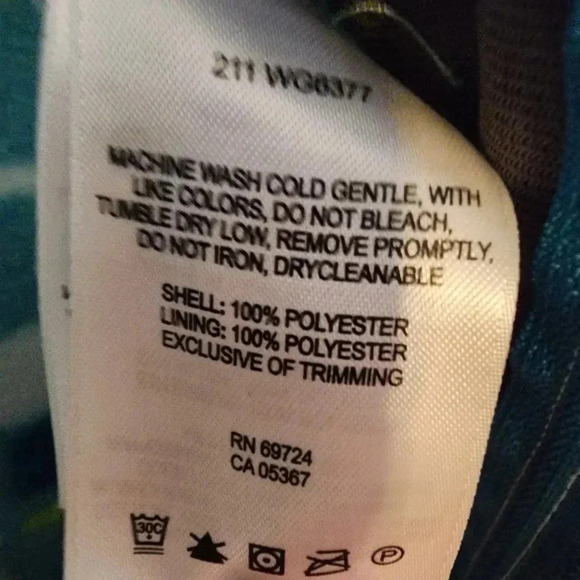 211 WG6377
MACHINE WASH COLD GENTLE, WITH
LIKE COLORS, DO NOT BLEACH,
TUMBLE DRY LOW, REMOVE PROMPTLY,
DO NOT IRON, DRYCLEANABLE
SHELL: 100% POLYESTER
LINING: 100% POLYESTER
EXCLUSIVE OF TRIMMING
RN 69724
CA 05367
30C P